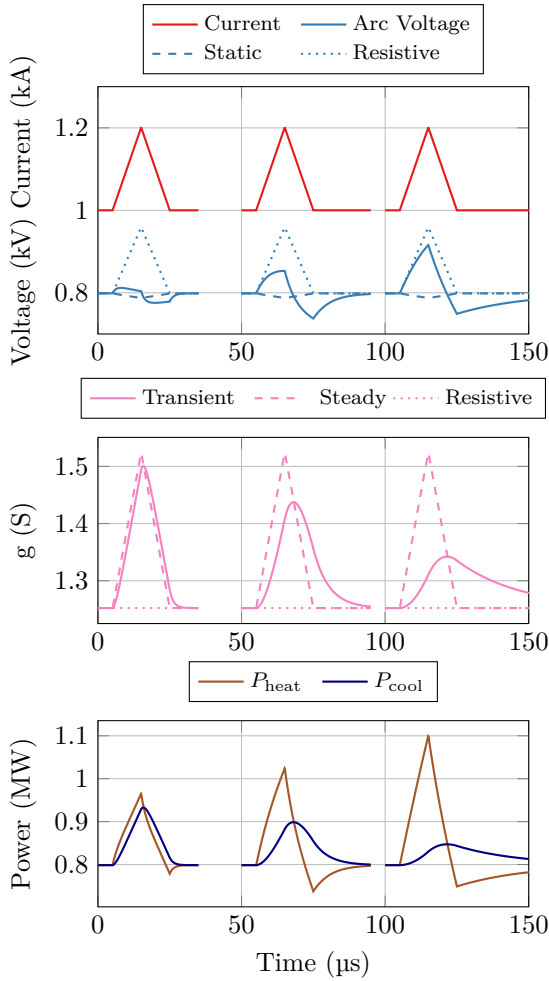 Current Arc Voltage
Static Resistive
Voltage (kV) Current (kA)
1.2
1
0.8
0 50 100 150
Transient Steady Resistive
g (S)
1.5
1.4
1.3
0 50 100 150
P_heat P_cool
Power (MW)
1.1
1
0.9
0.8
0 50 100 150
Time (µs)